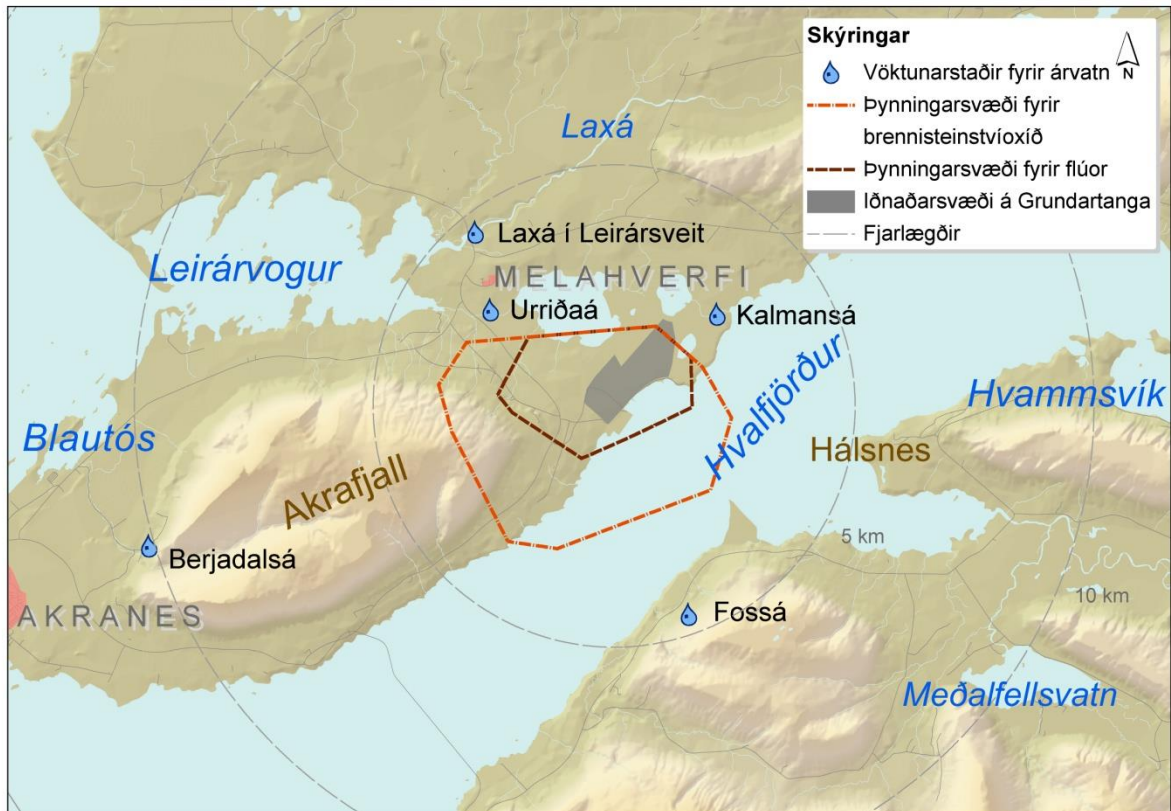 Skýringar
N
Vöktunarstaðir fyrir árvatn
Þynningarsvæði fyrir
brennisteinstvíoxíð
Þynningarsvæði fyrir flúor
Iðnaðarsvæði á Grundartanga
Fjarlægðir
Laxá
Laxá í Leirársveit
Leirárvogur
MELAHVERFI
Urriðaá
Kalmansá
Hvalfjörður
Hvammsvík
Blautós
Hálsnes
Akrafjall
5 km
Berjadalsá
10 km
AKRANES
Fossá
Meðalfellsvatn